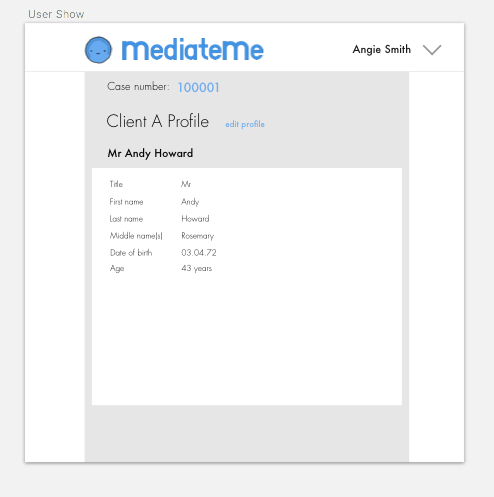 User Show
mediateme
Angie Smith
Case number: 100001
Client A Profile edit profile
Mr Andy Howard
Title Mr
First name Andy
Last name Howard
Middle name(s) Rosemary
Date of birth 03.04.72
Age 43 years